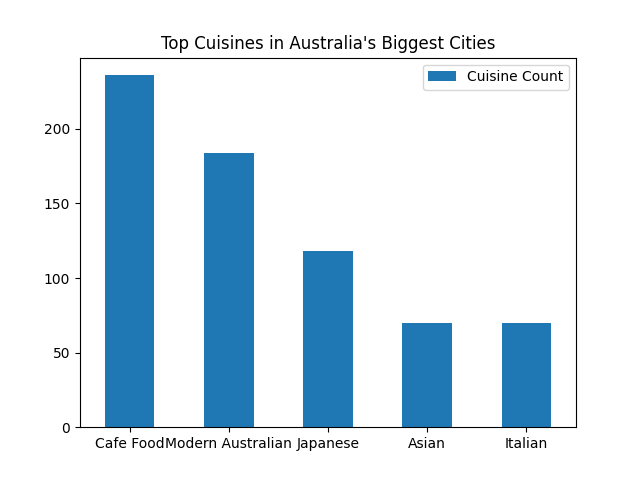 Top Cuisines in Australia's Biggest Cities
Cuisine Count
200
150
100
50
0
Cafe Food Modern Australian Japanese Asian Italian